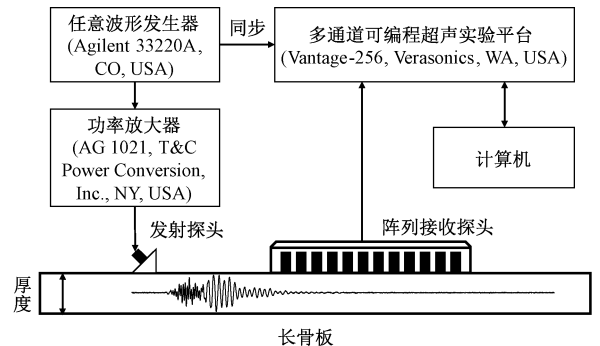 任意波形发生器
(Agilent 33220A,
CO, USA)
同步
多通道可编程超声实验平台
(Vantage-256, Verasonics, WA, USA)
功率放大器
(AG 1021, T&C
Power Conversion,
Inc., NY, USA)
计算机
发射探头
阵列接收探头
厚度
长骨板